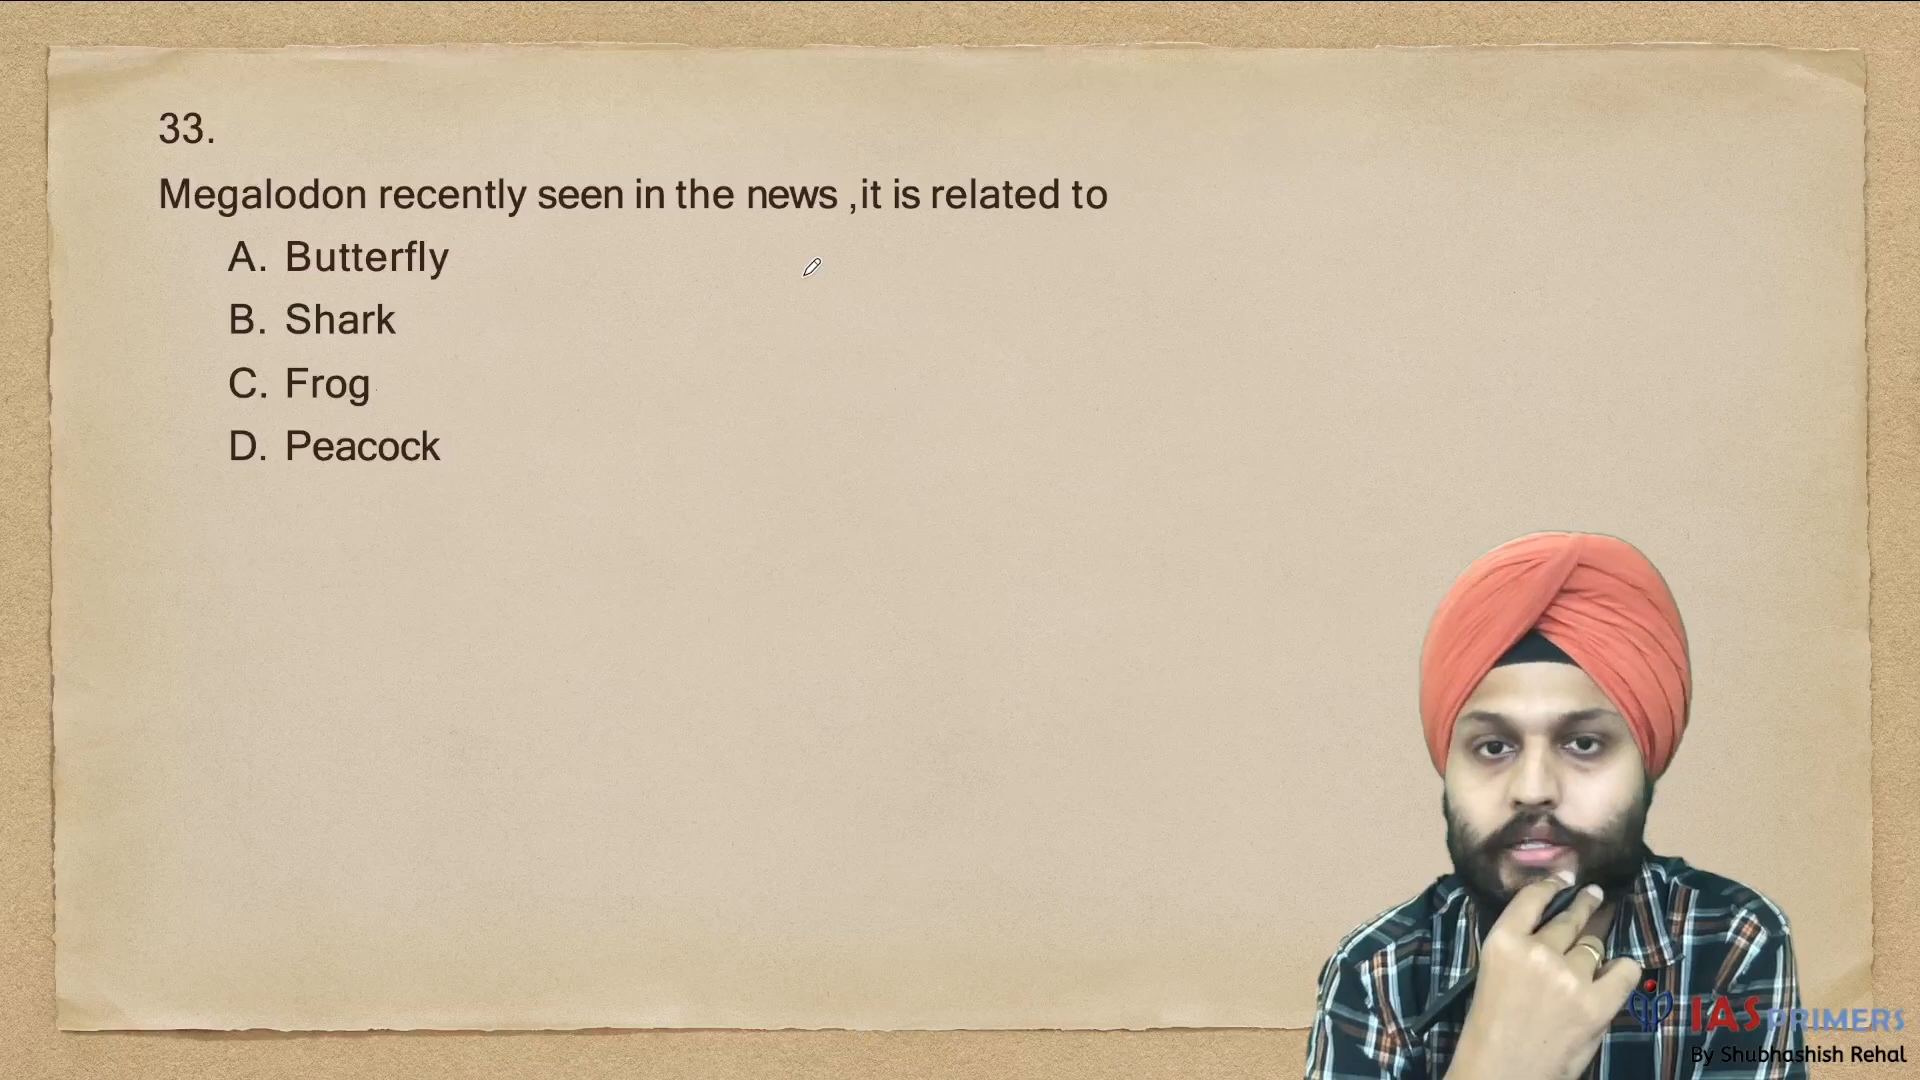 33.
Megalodon recently seen in the news ,it is related to
A. Butterfly
B. Shark
C. Frog
D. Peacock
IAS PRIMERS
By Shubhashish Rehal